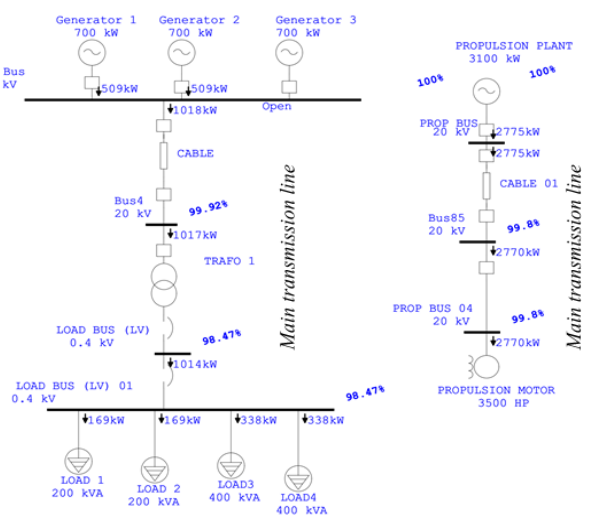 Generator 1
700 kW
Generator 2
700 kW
Generator 3
700 kW
Bus
kV
509kW
509kW
Open
1018kW
CABLE
Bus4
20 kV
99.92%
1017kW
TRAFO 1
LOAD BUS (LV)
0.4 kV
98.47%
1014kW
LOAD BUS (LV) 01
0.4 kV
98.47%
169kW
169kW
338kW
338kW
LOAD 1
200 kVA
LOAD 2
200 kVA
LOAD3
400 kVA
LOAD4
400 kVA
Main transmission line
PROPULSION PLANT
3100 kW
100%
100%
PROP BUS
20 kV
2775kW
2775kW
CABLE 01
Bus85
20 kV
99.8%
2770kW
PROP BUS 04
20 kV
99.8%
2770kW
PROPULSION MOTOR
3500 HP
Main transmission line